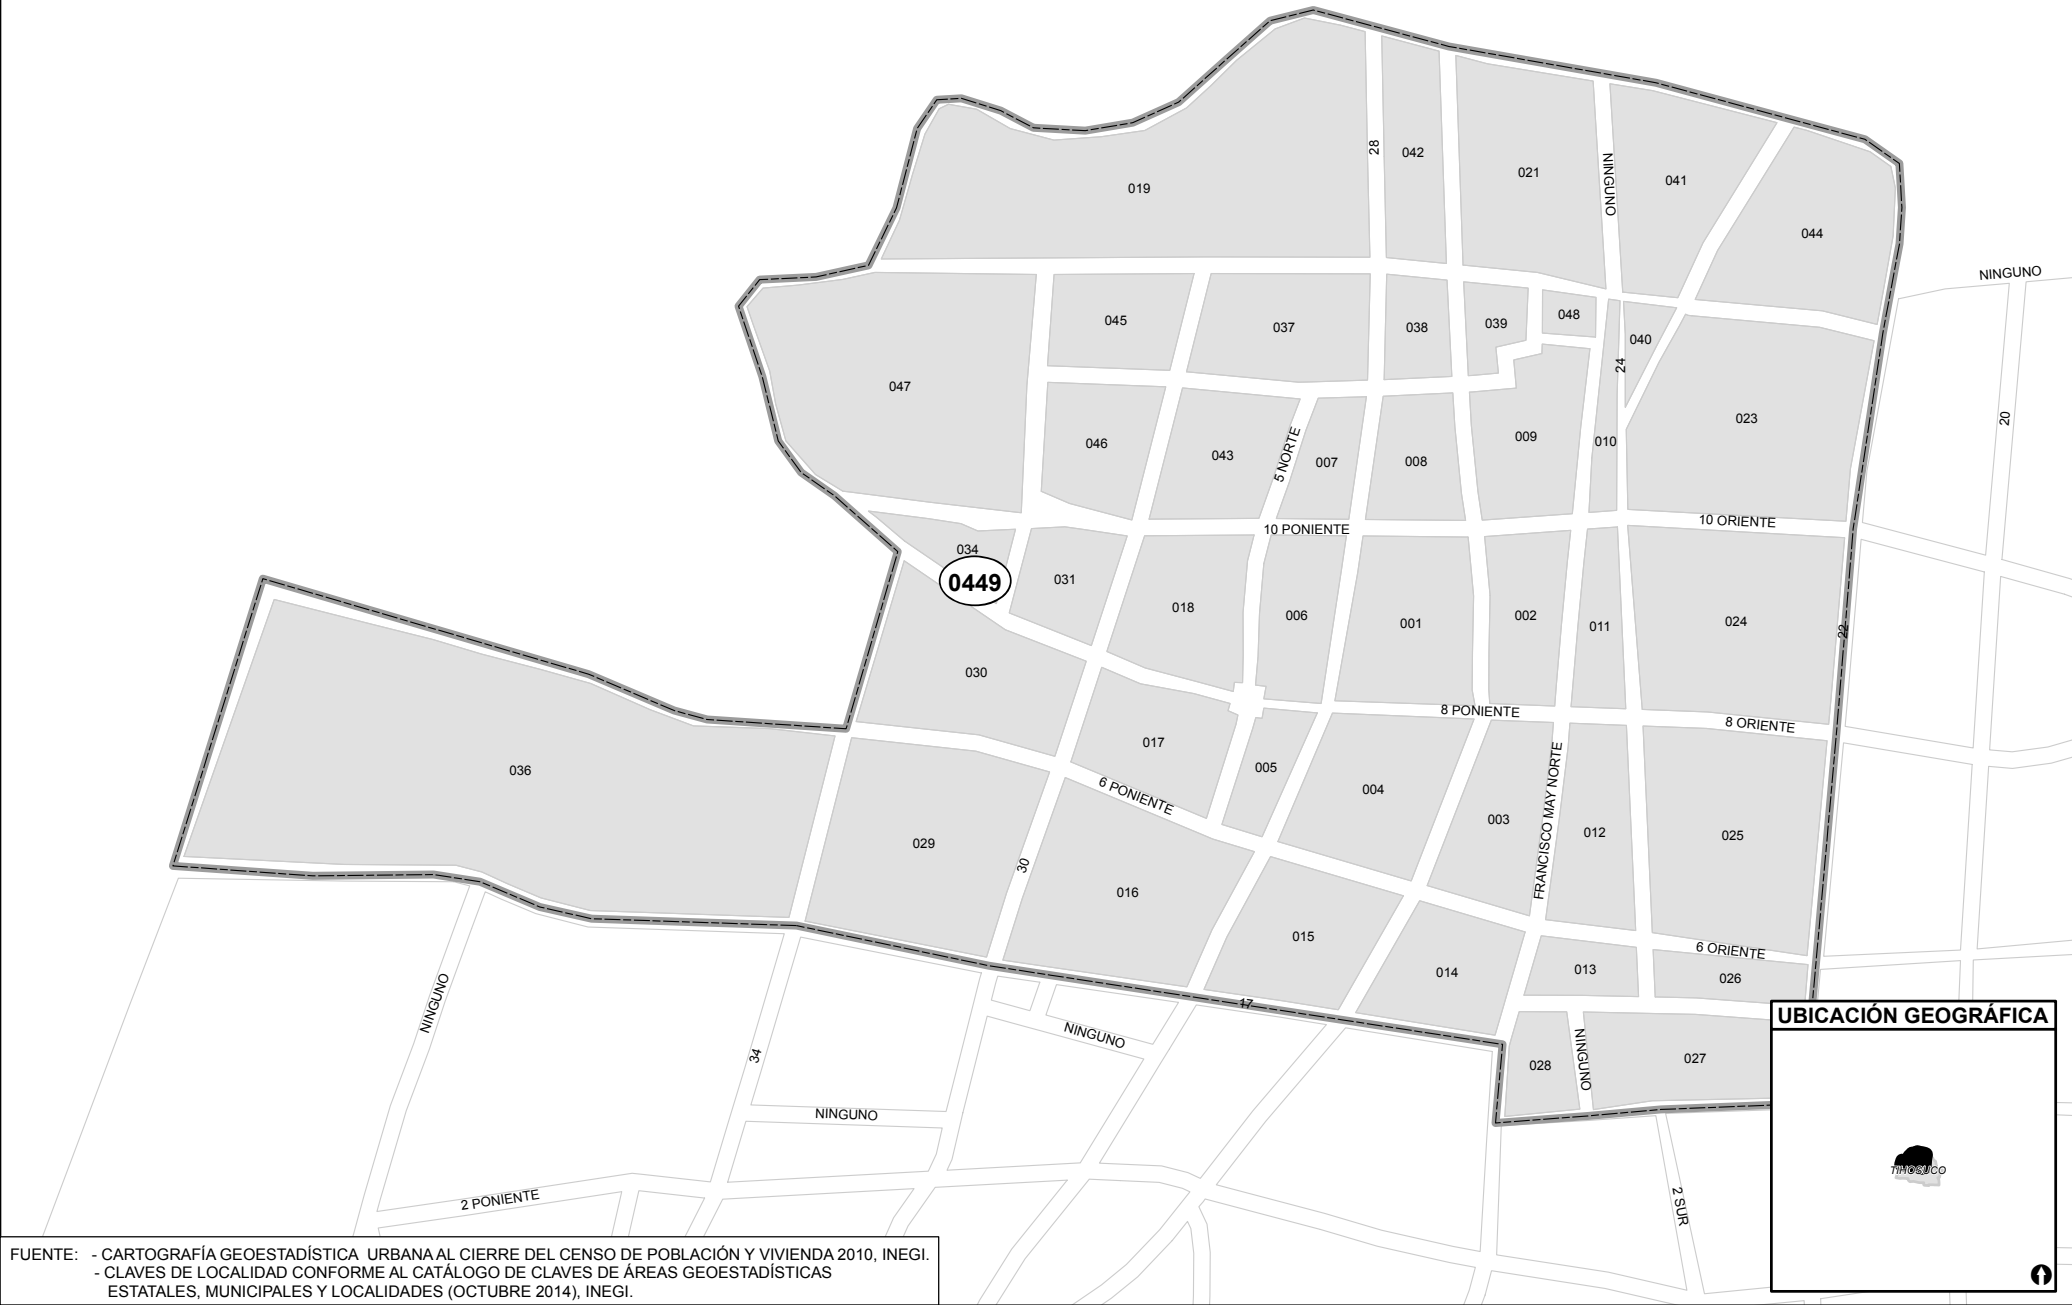 28
042
021
NINGUNO
041
019
044
NINGUNO
045
037
038
039
048
040
24
047
023
20
046
043
5 NORTE
007
008
009
010
10 PONIENTE
10 ORIENTE
034
0449
031
018
006
001
002
011
024
22
030
8 PONIENTE
8 ORIENTE
017
005
036
6 PONIENTE
004
003
FRANCISCO MAY NORTE
012
025
029
30
016
015
014
013
6 ORIENTE
026
NINGUNO
17
NINGUNO
34
028
NINGUNO
027
NINGUNO
2 PONIENTE
2 SUR
UBICACIÓN GEOGRÁFICA
TIHOSUCO
FUENTE: - CARTOGRAFÍA GEOESTADÍSTICA URBANA AL CIERRE DEL CENSO DE POBLACIÓN Y VIVIENDA 2010, INEGI.
- CLAVES DE LOCALIDAD CONFORME AL CATÁLOGO DE CLAVES DE ÁREAS GEOESTADÍSTICAS
ESTATALES, MUNICIPALES Y LOCALIDADES (OCTUBRE 2014), INEGI.